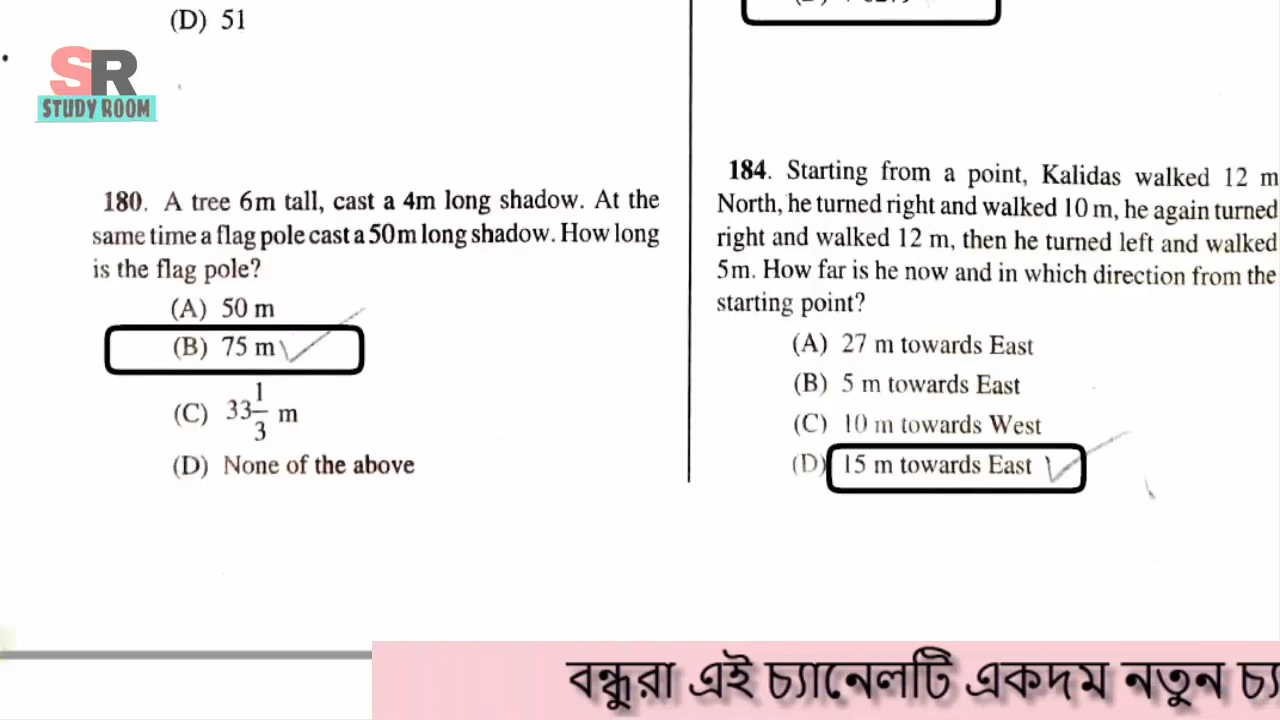 (D) 51
SR
STUDY ROOM
180. A tree 6m tall, cast a 4m long shadow. At the
same time a flag pole cast a 50m long shadow. How long
is the flag pole?
(A) 50 m
(B) 75 m
(C) 33 1/3 m
(D) None of the above
184. Starting from a point, Kalidas walked 12 m
North, he turned right and walked 10 m, he again turned
right and walked 12 m, then he turned left and walked
5m. How far is he now and in which direction from the
starting point?
(A) 27 m towards East
(B) 5 m towards East
(C) 10 m towards West
(D) 15 m towards East
বন্ধুরা এই চ্যানেলটি একদম নতুন চ্যা